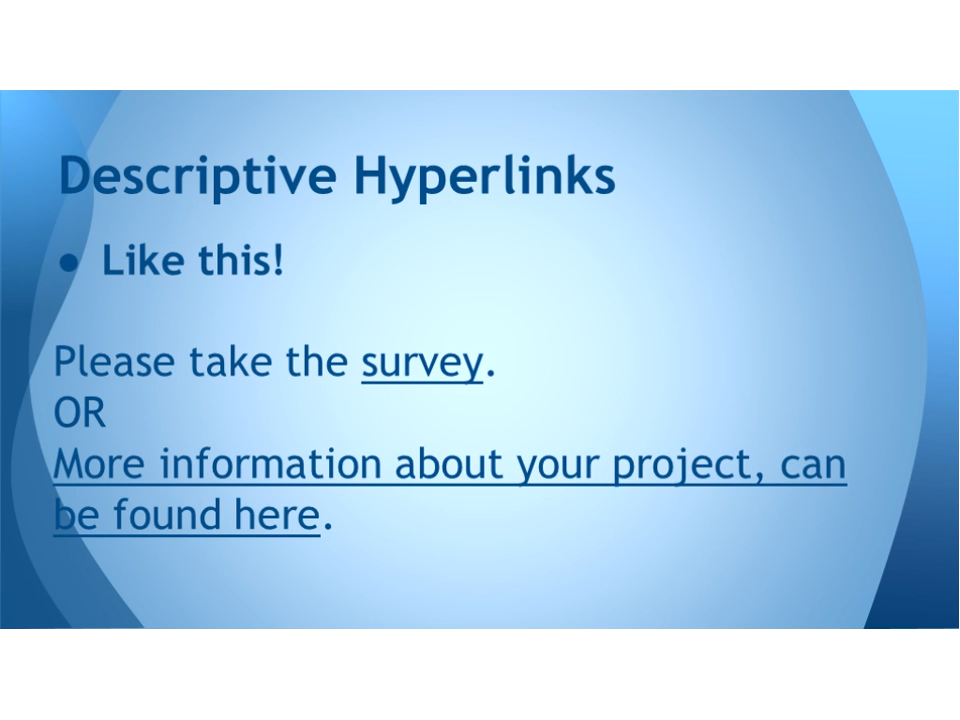 Descriptive Hyperlinks
● Like this!
Please take the survey.
OR
More information about your project, can
be found here.